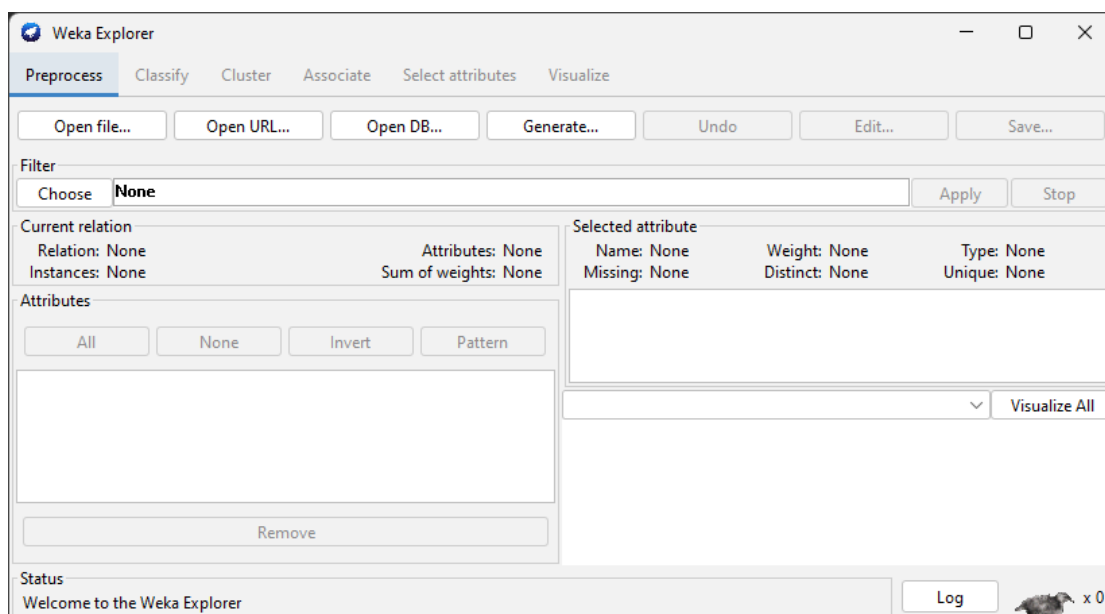 Weka Explorer
Preprocess Classify Cluster Associate Select attributes Visualize
Open file... Open URL... Open DB... Generate... Undo Edit... Save...
Filter
Choose None Apply Stop
Current relation
Relation: None Attributes: None
Instances: None Sum of weights: None
Selected attribute
Name: None Weight: None Type: None
Missing: None Distinct: None Unique: None
Attributes
All None Invert Pattern
Visualize All
Remove
Status
Welcome to the Weka Explorer
Log x 0